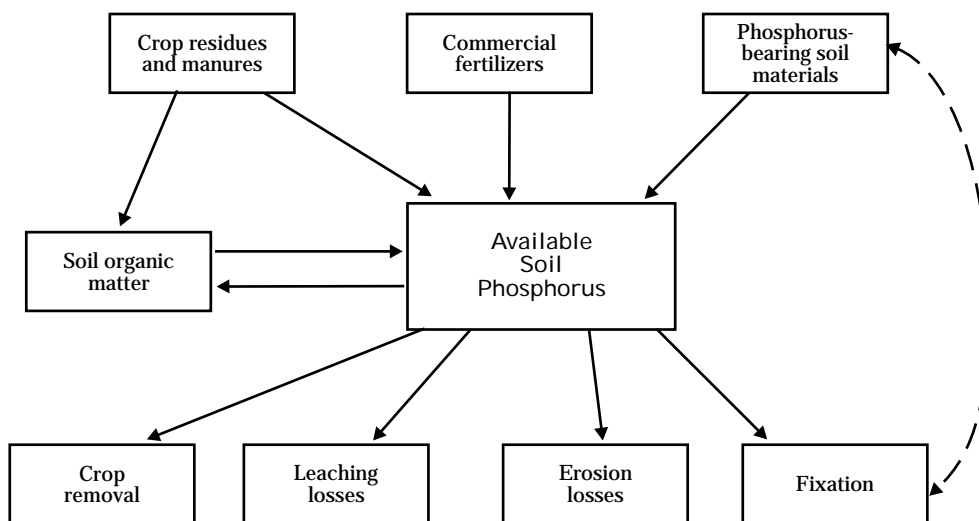 Crop residues
and manures
Commercial
fertilizers
Phosphorus-
bearing soil
materials
Soil organic
matter
Available
Soil
Phosphorus
Crop
removal
Leaching
losses
Erosion
losses
Fixation